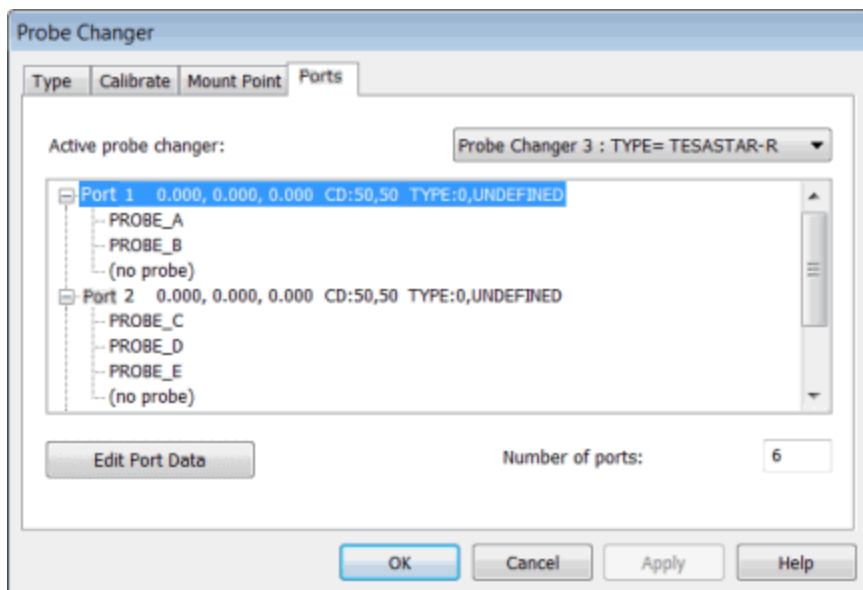 Probe Changer
Type Calibrate Mount Point Ports
Active probe changer: Probe Changer 3 : TYPE= TESASTAR-R
Port 1 0.000, 0.000, 0.000 CD:50,50 TYPE:0,UNDEFINED
PROBE_A
PROBE_B
(no probe)
Port 2 0.000, 0.000, 0.000 CD:50,50 TYPE:0,UNDEFINED
PROBE_C
PROBE_D
PROBE_E
(no probe)
Edit Port Data Number of ports: 6
OK Cancel Apply Help